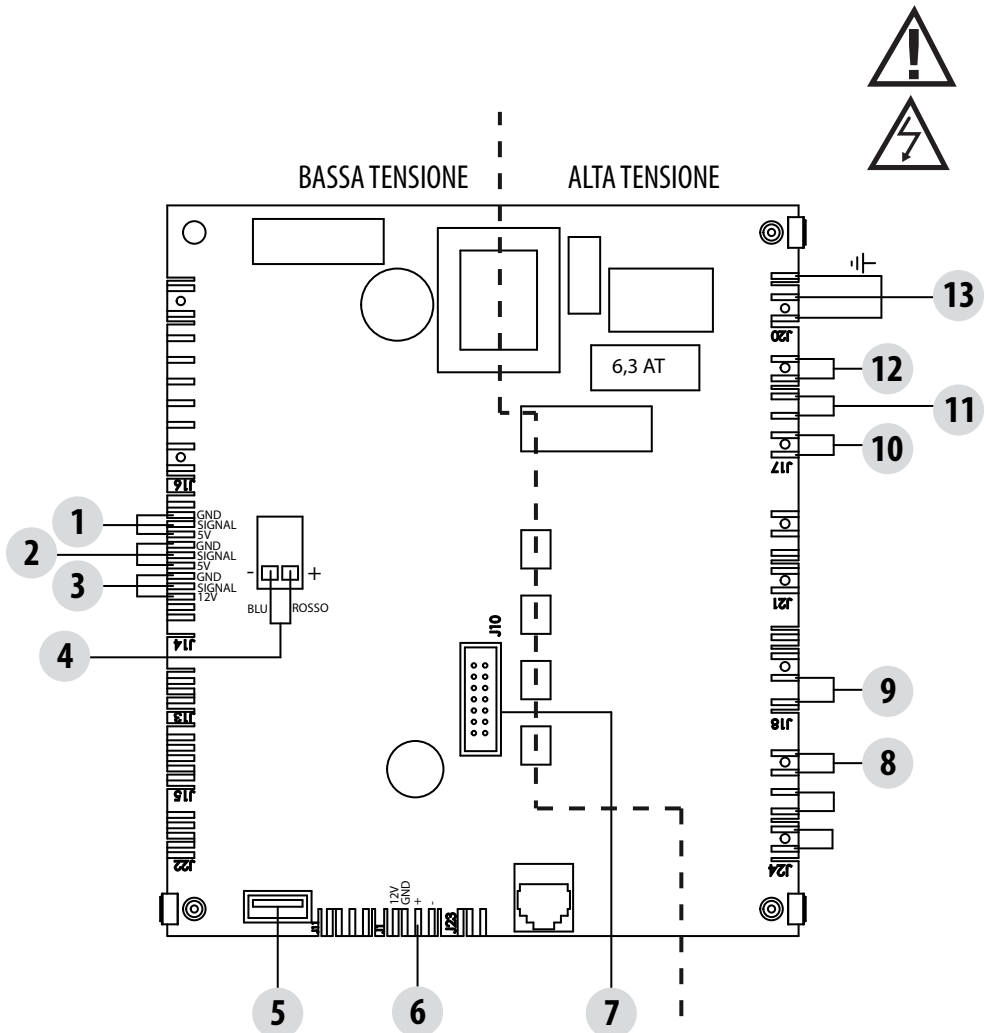 BASSA TENSIONE
ALTA TENSIONE
13
J20
6,3 AT
12
11
10
J17
J16
1
GND
SIGNAL
5V
2
GND
SIGNAL
5V
3
GND
SIGNAL
12V
- +
BLU ROSSO
J14
4
J10
J21
J13
9
J18
8
J15
J22
J24
12V
GND
+
-
J11
J1
J23
5
6
7